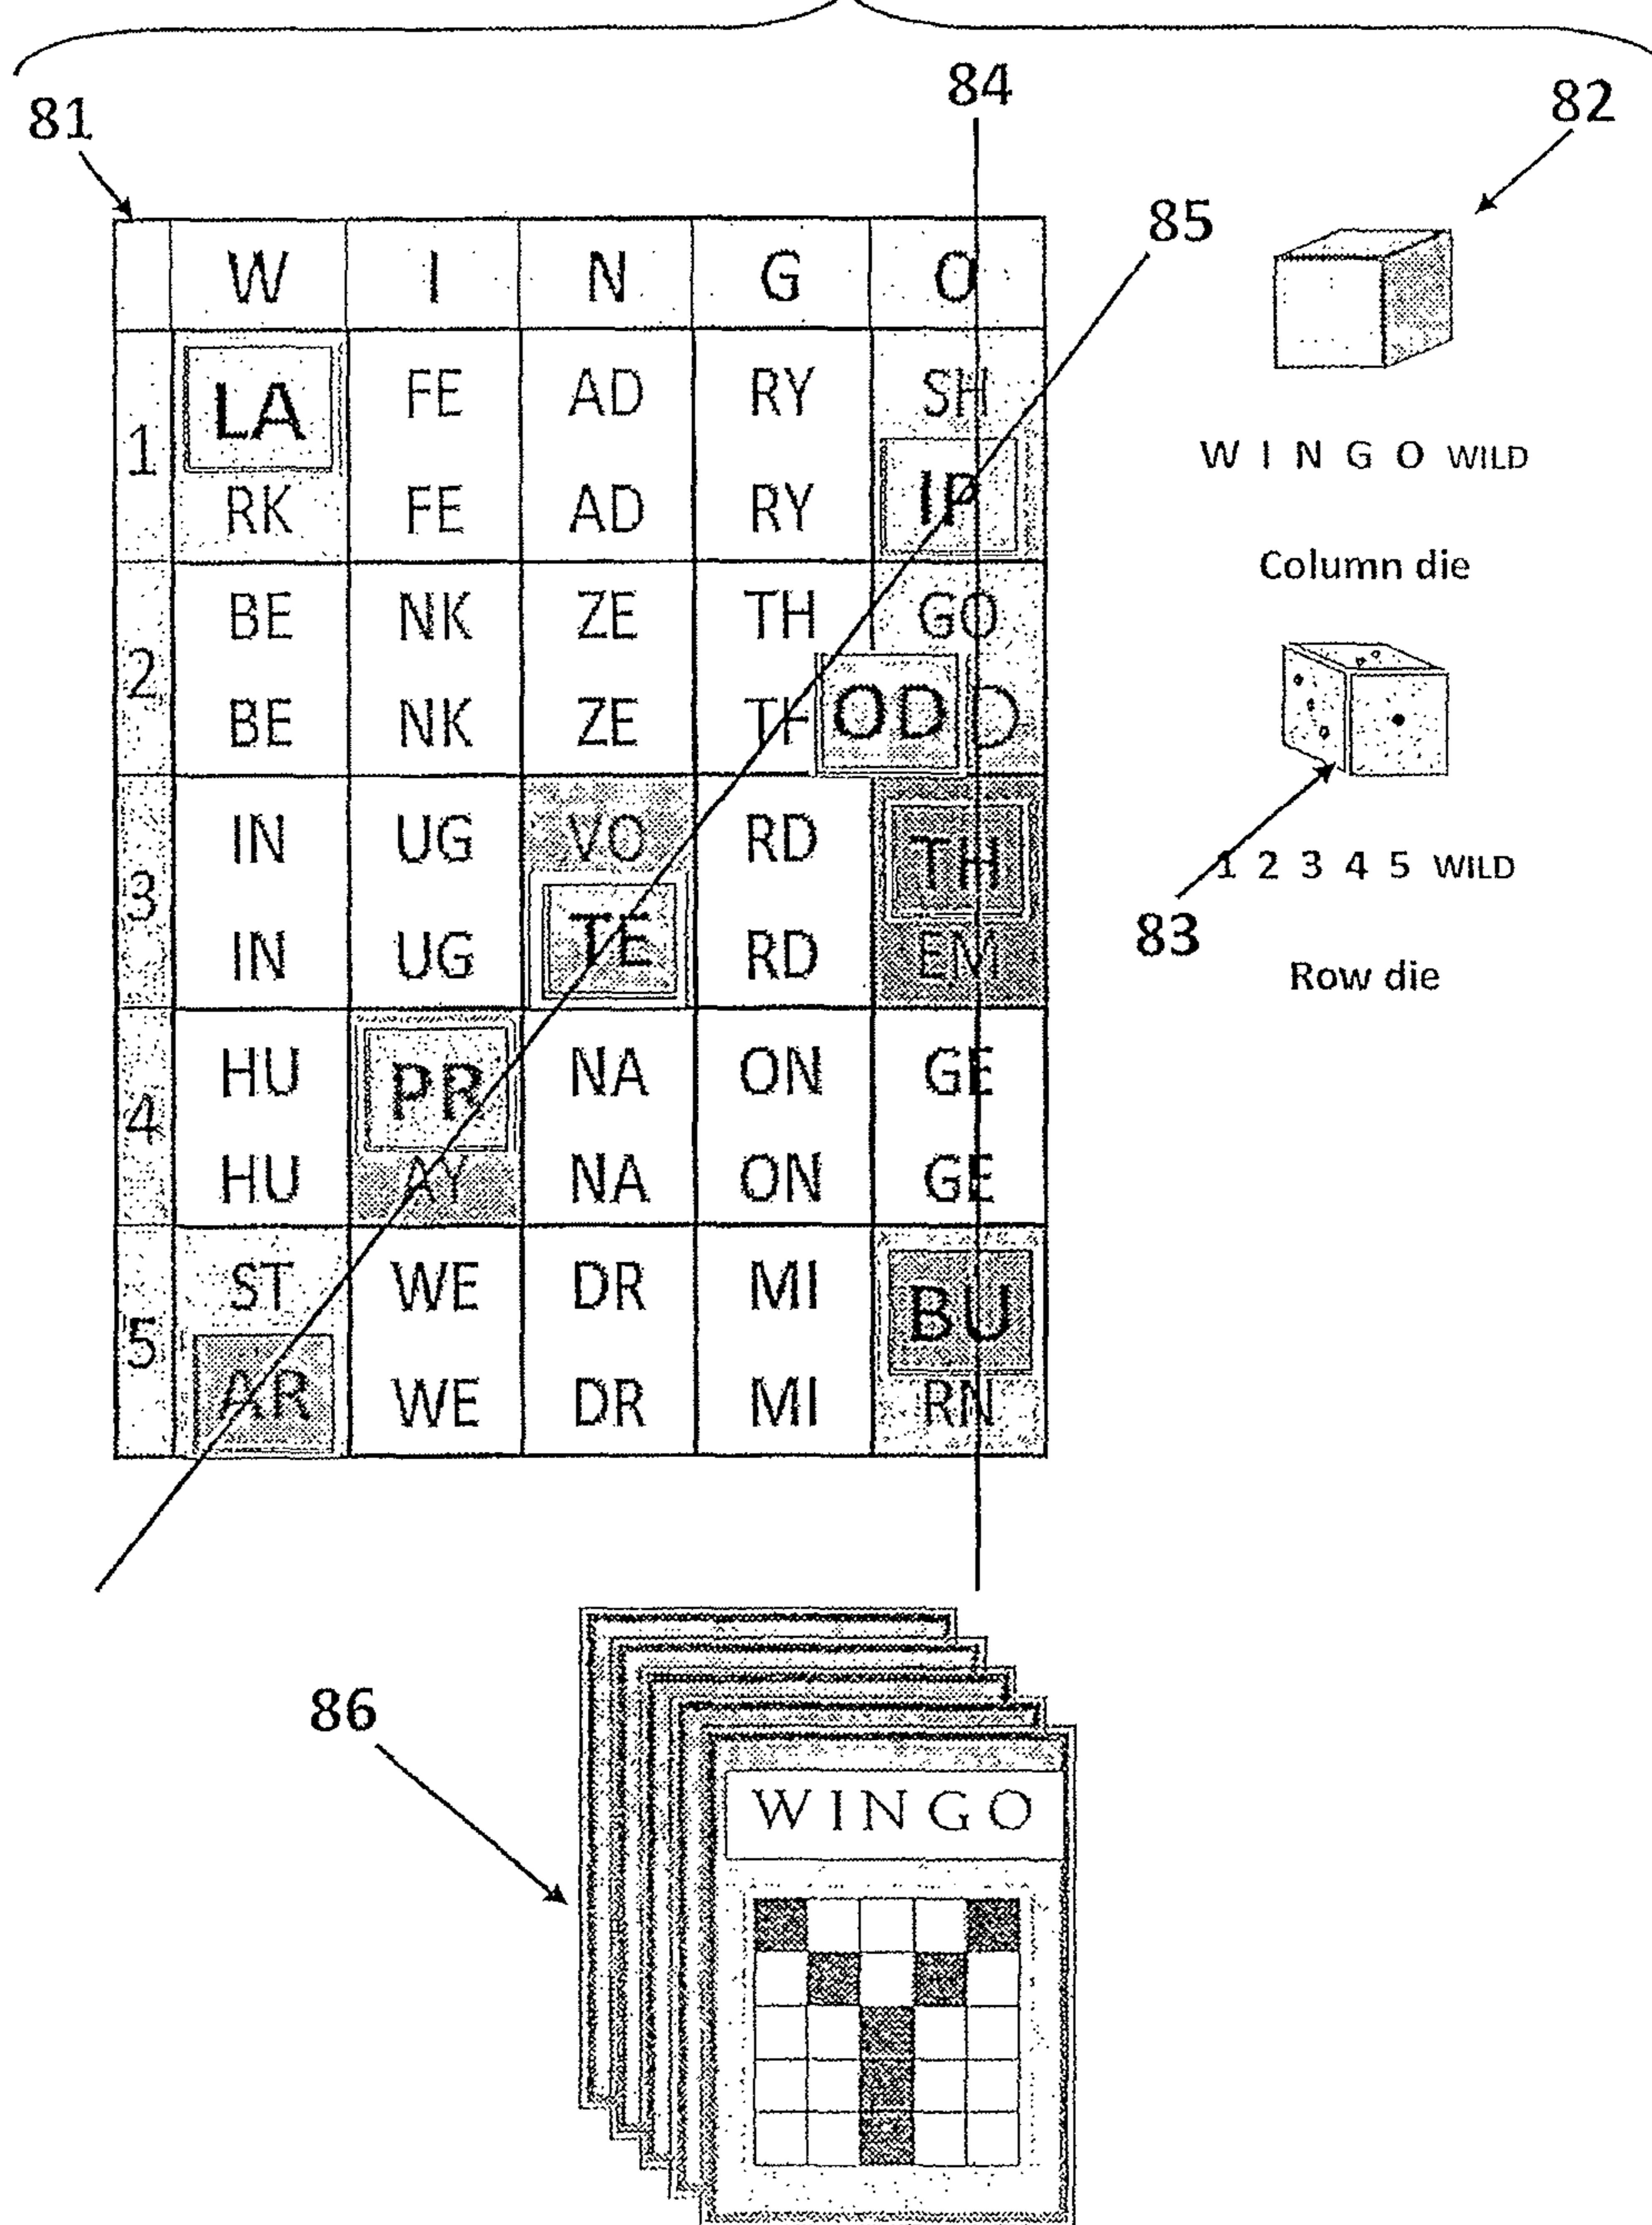 84
82
81
85
W I N G O
LA FE AD RY SH
1
RK FE AD RY IP
W I N G O WILD
Column die
BE NK ZE TH GO
2
BE NK ZE TH OD D
IN UG VO RD TH
3
IN UG TE RD EM
1 2 3 4 5 WILD
83
Row die
HU PR NA ON GE
4
HU AY NA ON GE
ST WE DR MI BU
5
AR WE DR MI RN
86
WINGO